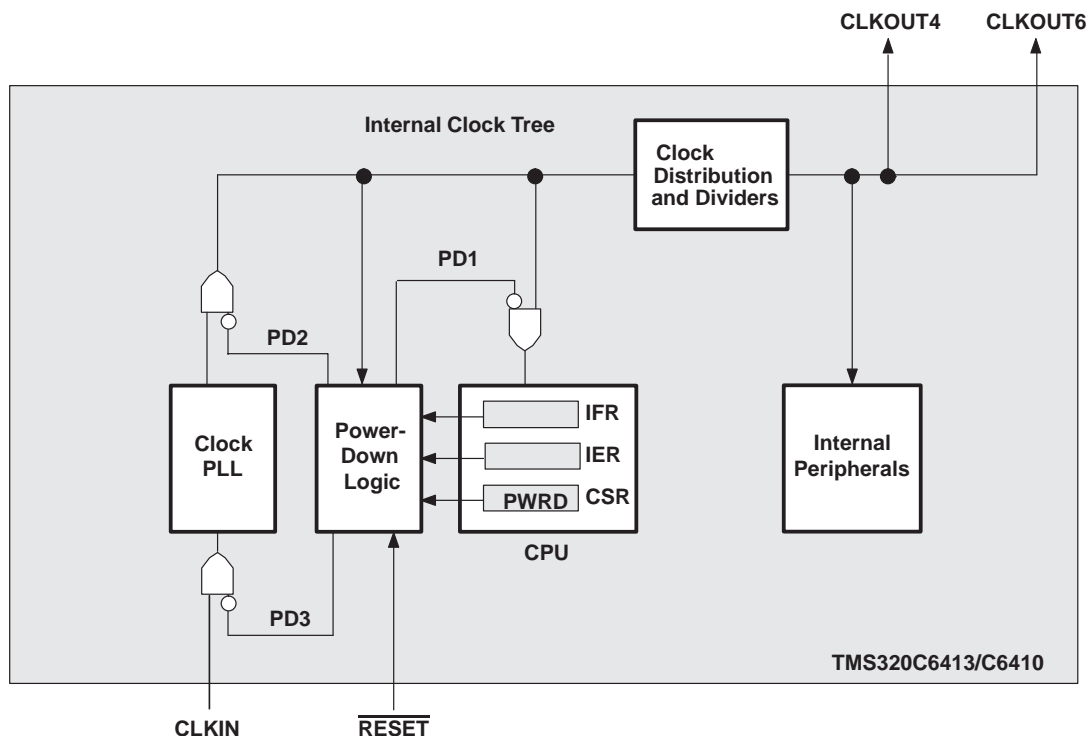 CLKOUT4 CLKOUT6
Internal Clock Tree
Clock
Distribution
and Dividers
PD1
PD2
Clock
PLL
Power-
Down
Logic
IFR
IER
PWRD CSR
CPU
Internal
Peripherals
PD3
TMS320C6413/C6410
CLKIN
RESET